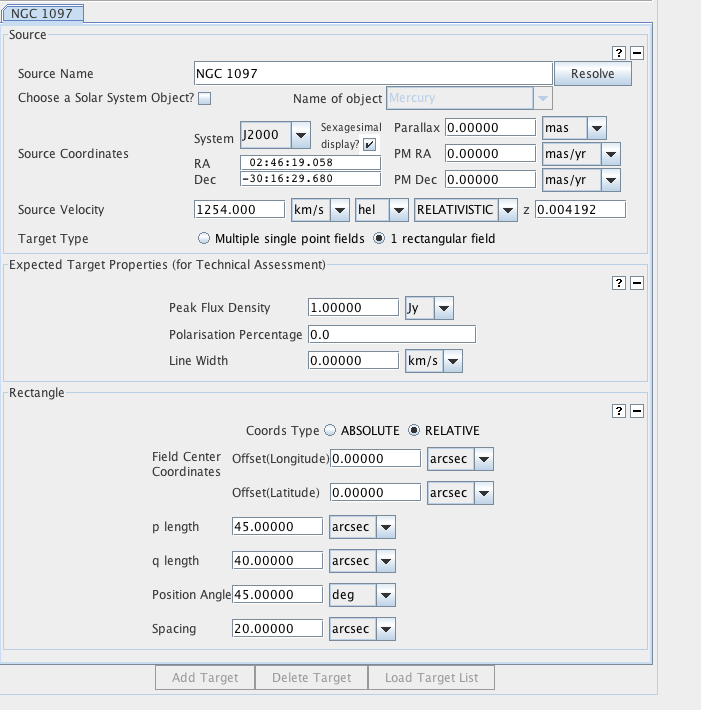 NGC 1097
Source
? −
Source Name NGC 1097 Resolve
Choose a Solar System Object? Name of object Mercury
Source Coordinates
System J2000 Sexagesimal display?
RA 02:46:19.058
Dec -30:16:29.680
Parallax 0.00000 mas
PM RA 0.00000 mas/yr
PM Dec 0.00000 mas/yr
Source Velocity 1254.000 km/s hel RELATIVISTIC z 0.004192
Target Type Multiple single point fields 1 rectangular field
Expected Target Properties (for Technical Assessment)
? −
Peak Flux Density 1.00000 Jy
Polarisation Percentage 0.0
Line Width 0.00000 km/s
Rectangle
? −
Coords Type ABSOLUTE RELATIVE
Field Center Coordinates
Offset(Longitude) 0.00000 arcsec
Offset(Latitude) 0.00000 arcsec
p length 45.00000 arcsec
q length 40.00000 arcsec
Position Angle 45.00000 deg
Spacing 20.00000 arcsec
Add Target Delete Target Load Target List